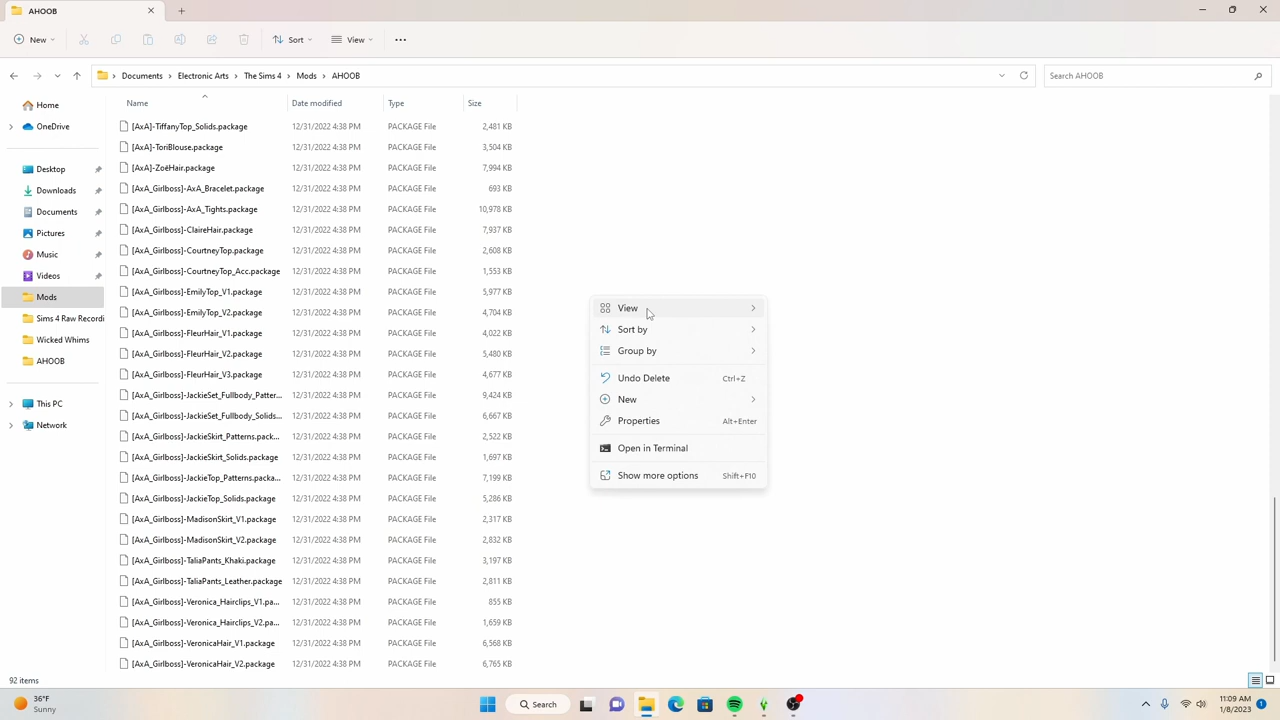 AHOOB
New
Sort
View
Documents
Electronic Arts
The Sims 4
Mods
AHOOB
Search AHOOB
Name
Date modified
Type
Size
Home
OneDrive
Desktop
Downloads
Documents
Pictures
Music
Videos
Mods
Sims 4 Raw Recordi
Wicked Whims
AHOOB
This PC
Network
[AxA]-TiffanyTop_Solids.package 12/31/2022 4:38 PM PACKAGE File 2,481 KB
[AxA]-ToriBlouse.package 12/31/2022 4:38 PM PACKAGE File 3,504 KB
[AxA]-ZoëHair.package 12/31/2022 4:38 PM PACKAGE File 7,994 KB
[AxA_Girlboss]-AxA_Bracelet.package 12/31/2022 4:38 PM PACKAGE File 693 KB
[AxA_Girlboss]-AxA_Tights.package 12/31/2022 4:38 PM PACKAGE File 10,978 KB
[AxA_Girlboss]-ClaireHair.package 12/31/2022 4:38 PM PACKAGE File 7,937 KB
[AxA_Girlboss]-CourtneyTop.package 12/31/2022 4:38 PM PACKAGE File 2,608 KB
[AxA_Girlboss]-CourtneyTop_Acc.package 12/31/2022 4:38 PM PACKAGE File 1,553 KB
[AxA_Girlboss]-EmilyTop_V1.package 12/31/2022 4:38 PM PACKAGE File 5,977 KB
[AxA_Girlboss]-EmilyTop_V2.package 12/31/2022 4:38 PM PACKAGE File 4,704 KB
[AxA_Girlboss]-FleurHair_V1.package 12/31/2022 4:38 PM PACKAGE File 4,022 KB
[AxA_Girlboss]-FleurHair_V2.package 12/31/2022 4:38 PM PACKAGE File 5,480 KB
[AxA_Girlboss]-FleurHair_V3.package 12/31/2022 4:38 PM PACKAGE File 4,677 KB
[AxA_Girlboss]-JackieSet_Fullbody_Patter... 12/31/2022 4:38 PM PACKAGE File 9,424 KB
[AxA_Girlboss]-JackieSet_Fullbody_Solids... 12/31/2022 4:38 PM PACKAGE File 6,667 KB
[AxA_Girlboss]-JackieSkirt_Patterns.pack... 12/31/2022 4:38 PM PACKAGE File 2,522 KB
[AxA_Girlboss]-JackieSkirt_Solids.package 12/31/2022 4:38 PM PACKAGE File 1,697 KB
[AxA_Girlboss]-JackieTop_Patterns.packa... 12/31/2022 4:38 PM PACKAGE File 7,199 KB
[AxA_Girlboss]-JackieTop_Solids.package 12/31/2022 4:38 PM PACKAGE File 5,286 KB
[AxA_Girlboss]-MadisonSkirt_V1.package 12/31/2022 4:38 PM PACKAGE File 2,317 KB
[AxA_Girlboss]-MadisonSkirt_V2.package 12/31/2022 4:38 PM PACKAGE File 2,832 KB
[AxA_Girlboss]-TaliaPants_Khaki.package 12/31/2022 4:38 PM PACKAGE File 3,197 KB
[AxA_Girlboss]-TaliaPants_Leather.package 12/31/2022 4:38 PM PACKAGE File 2,811 KB
[AxA_Girlboss]-Veronica_Hairclips_V1.pa... 12/31/2022 4:38 PM PACKAGE File 855 KB
[AxA_Girlboss]-Veronica_Hairclips_V2.pa... 12/31/2022 4:38 PM PACKAGE File 1,659 KB
[AxA_Girlboss]-VeronicaHair_V1.package 12/31/2022 4:38 PM PACKAGE File 6,568 KB
[AxA_Girlboss]-VeronicaHair_V2.package 12/31/2022 4:38 PM PACKAGE File 6,765 KB
View
Sort by
Group by
Undo Delete Ctrl+Z
New
Properties Alt+Enter
Open in Terminal
Show more options Shift+F10
92 items
36°F
Sunny
Search
11:09 AM
1/8/2023
1